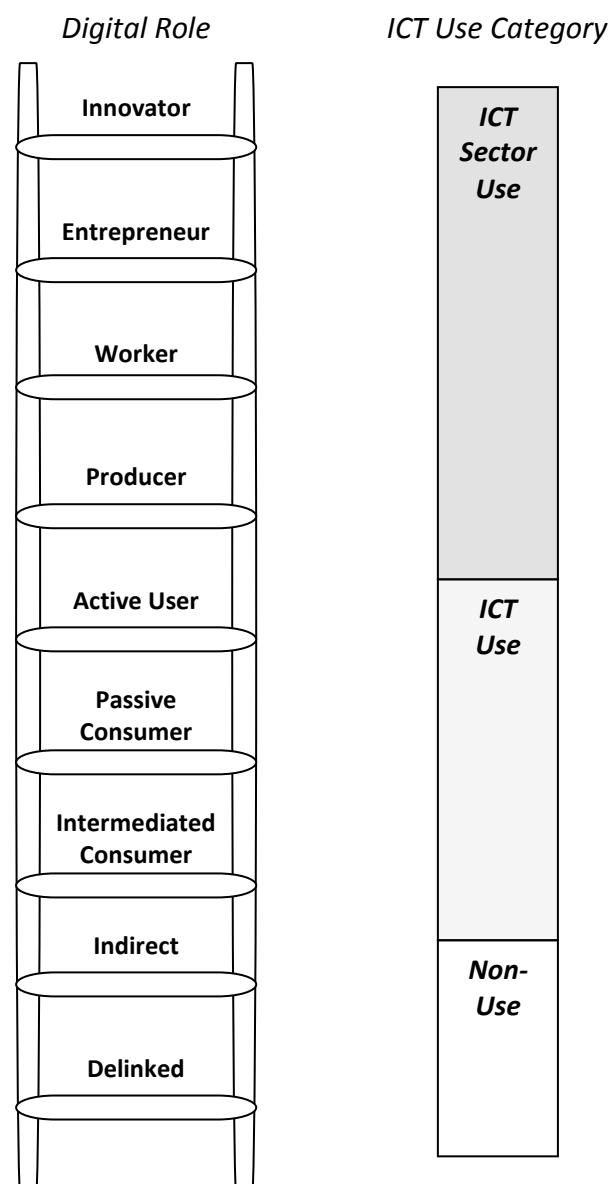 Digital Role
ICT Use Category
Innovator
Entrepreneur
Worker
Producer
Active User
Passive
Consumer
Intermediated
Consumer
Indirect
Delinked
ICT
Sector
Use
ICT
Use
Non-
Use